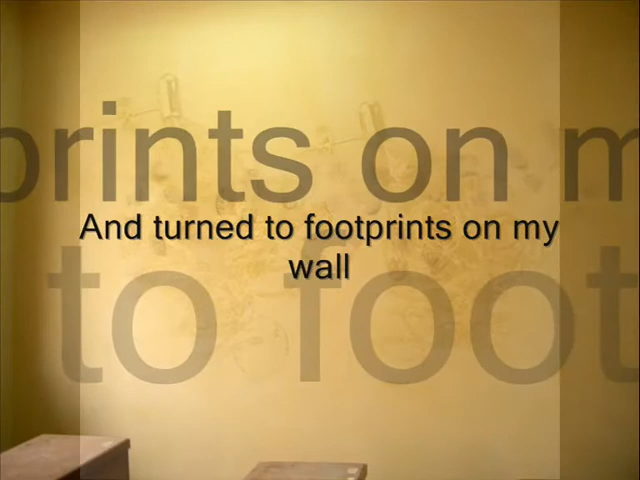 prints on m
And turned to footprints on my
wall
to foot